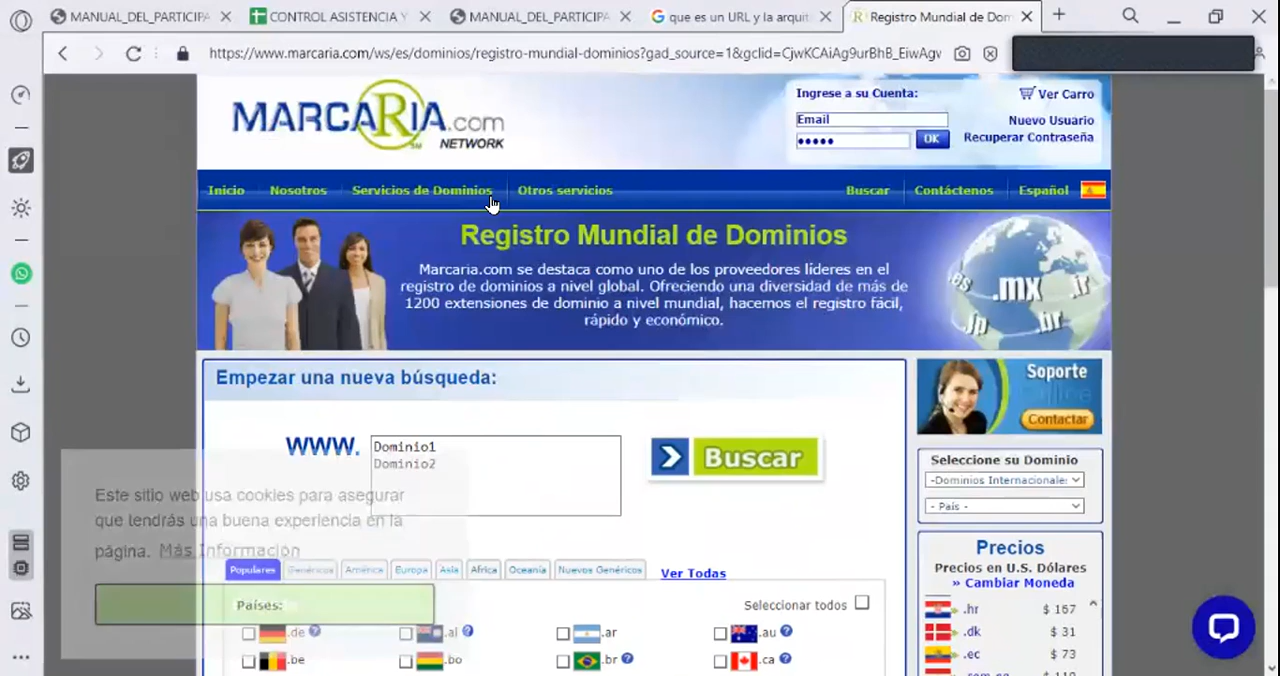 MANUAL_DEL_PARTICIPA
CONTROL ASISTENCIA Y
MANUAL_DEL_PARTICIPA
que es un URL y la arquit
Registro Mundial de Dom
https://www.marcaria.com/ws/es/dominios/registro-mundial-dominios?gad_source=1&gclid=CjwKCAiAg9urBhB_EiwAgv
MARCARIA.com
NETWORK
SM
Ingrese a su Cuenta:
Ver Carro
Email
Nuevo Usuario
OK
Recuperar Contraseña
Inicio
Nosotros
Servicios de Dominios
Otros servicios
Buscar
Contáctenos
Español
Registro Mundial de Dominios
Marcaria.com se destaca como uno de los proveedores líderes en el
registro de dominios a nivel global. Ofreciendo una diversidad de más de
1200 extensiones de dominio a nivel mundial, hacemos el registro fácil,
rápido y económico.
.es
.mx
.ir
.jp
.br
Empezar una nueva búsqueda:
www.
Dominio1
Dominio2
Buscar
Soporte
Online
Contactar
Seleccione su Dominio
-Dominios Internacionale
- País -
Este sitio web usa cookies para asegurar
que tendrás una buena experiencia en la
página. Más Información
Populares
Genéricos
América
Europa
Asia
Africa
Oceanía
Nuevos Genéricos
Ver Todas
Países:
Seleccionar todos
.de
.ai
.ar
.au
.be
.bo
.br
.ca
Precios
Precios en U.S. Dólares
» Cambiar Moneda
.hr $ 167
.dk $ 31
.ec $ 73